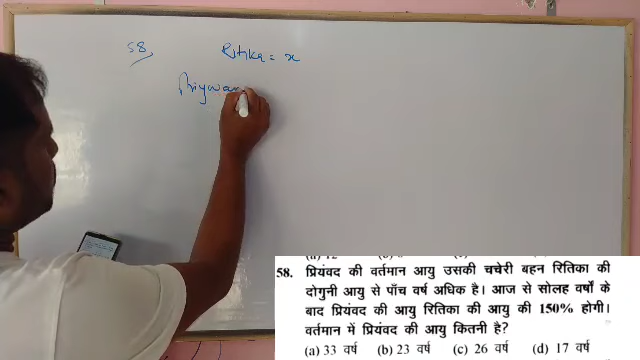 58
Ritika = x
Priywan
58. प्रियंवद की वर्तमान आयु उसकी चचेरी बहन रितिका की
दोगुनी आयु से पाँच वर्ष अधिक है। आज से सोलह वर्षों के
बाद प्रियंवद की आयु रितिका की आयु की 150% होगी।
वर्तमान में प्रियंवद की आयु कितनी है?
(a) 33 वर्ष (b) 23 वर्ष (c) 26 वर्ष (d) 17 वर्ष